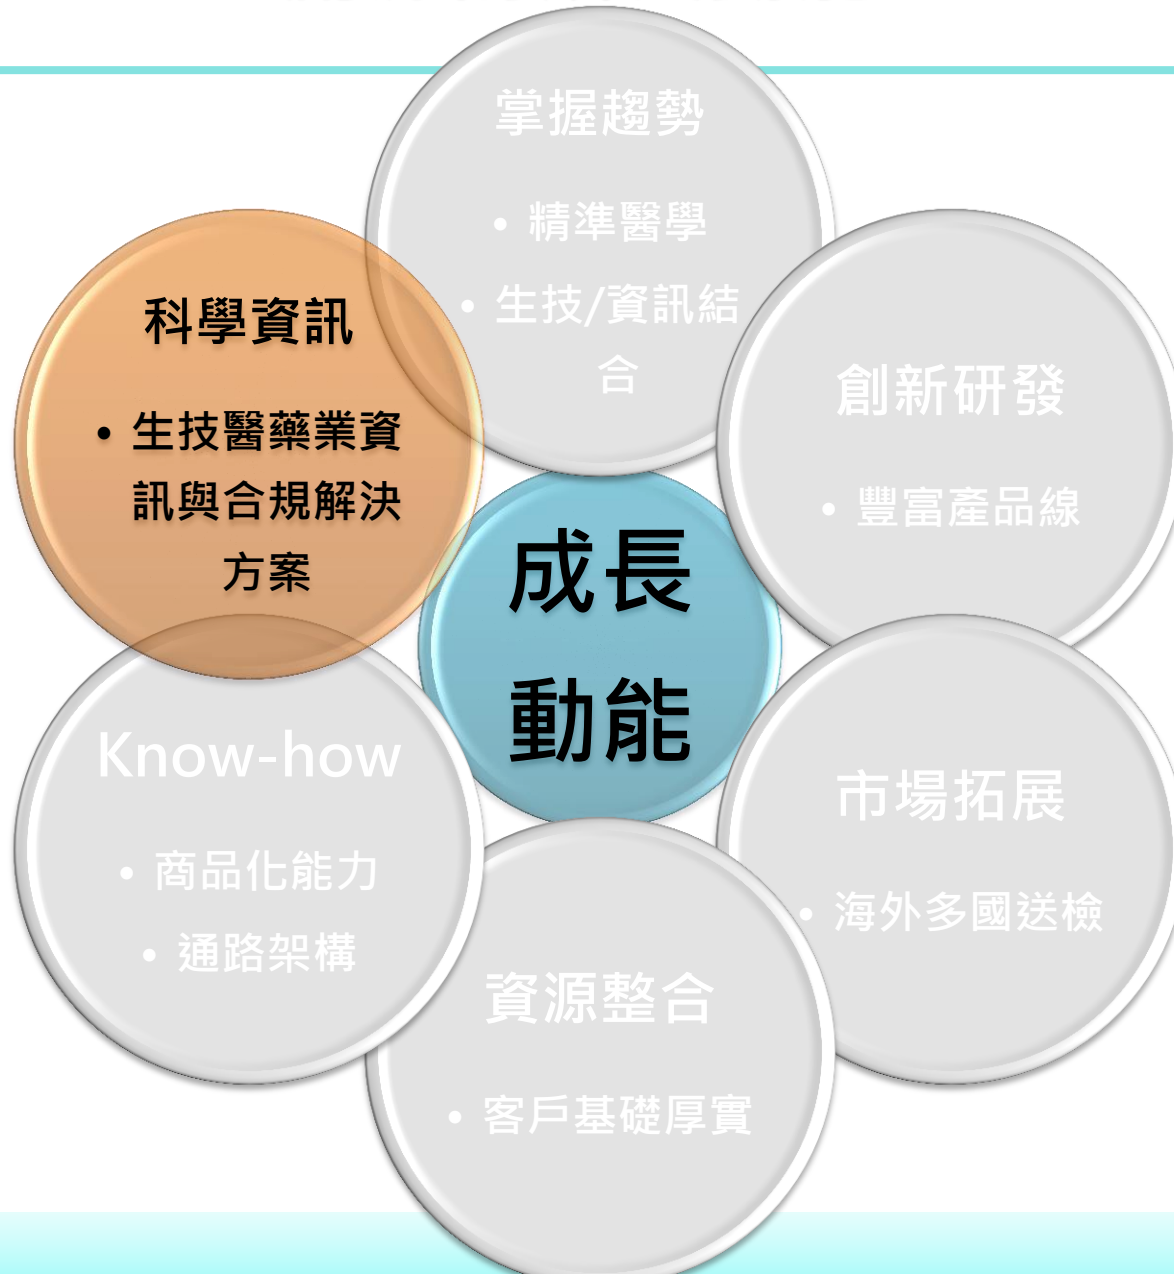 掌握趨勢
• 精準醫學
• 生技/資訊結
合
科學資訊
• 生技醫藥業資
訊與合規解決
方案
創新研發
• 豐富產品線
成長
動能
Know-how
• 商品化能力
• 通路架構
市場拓展
• 海外多國送檢
資源整合
• 客戶基礎厚實